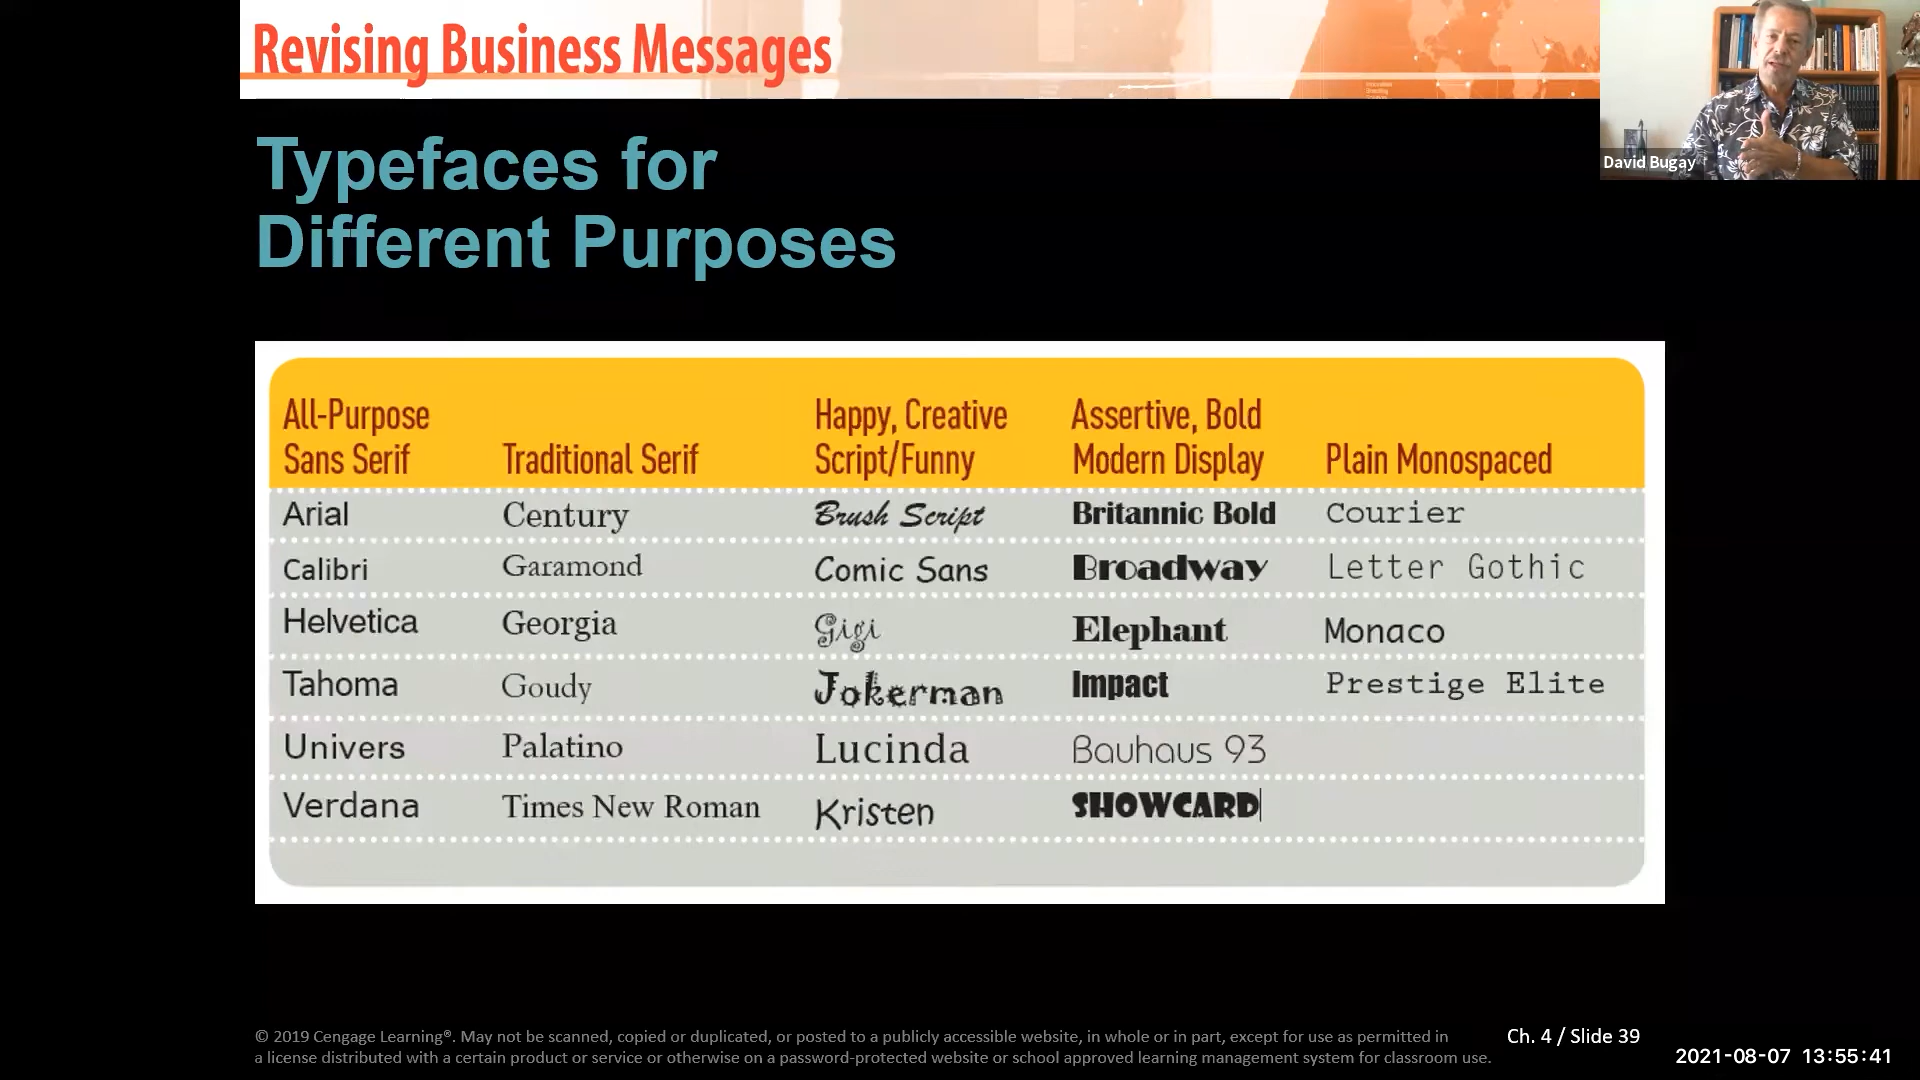 Revising Business Messages
David Bugay
Typefaces for
Different Purposes
All-Purpose
Sans Serif
Traditional Serif
Happy, Creative
Script/Funny
Assertive, Bold
Modern Display
Plain Monospaced
Arial
Century
Brush Script
Britannic Bold
Courier
Calibri
Garamond
Comic Sans
Broadway
Letter Gothic
Helvetica
Georgia
Gigi
Elephant
Monaco
Tahoma
Goudy
Jokerman
Impact
Prestige Elite
Univers
Palatino
Lucinda
Bauhaus 93
Verdana
Times New Roman
Kristen
SHOWCARD
© 2019 Cengage Learning®. May not be scanned, copied or duplicated, or posted to a publicly accessible website, in whole or in part, except for use as permitted in
a license distributed with a certain product or service or otherwise on a password-protected website or school approved learning management system for classroom use.
Ch. 4 / Slide 39
2021-08-07 13:55:41